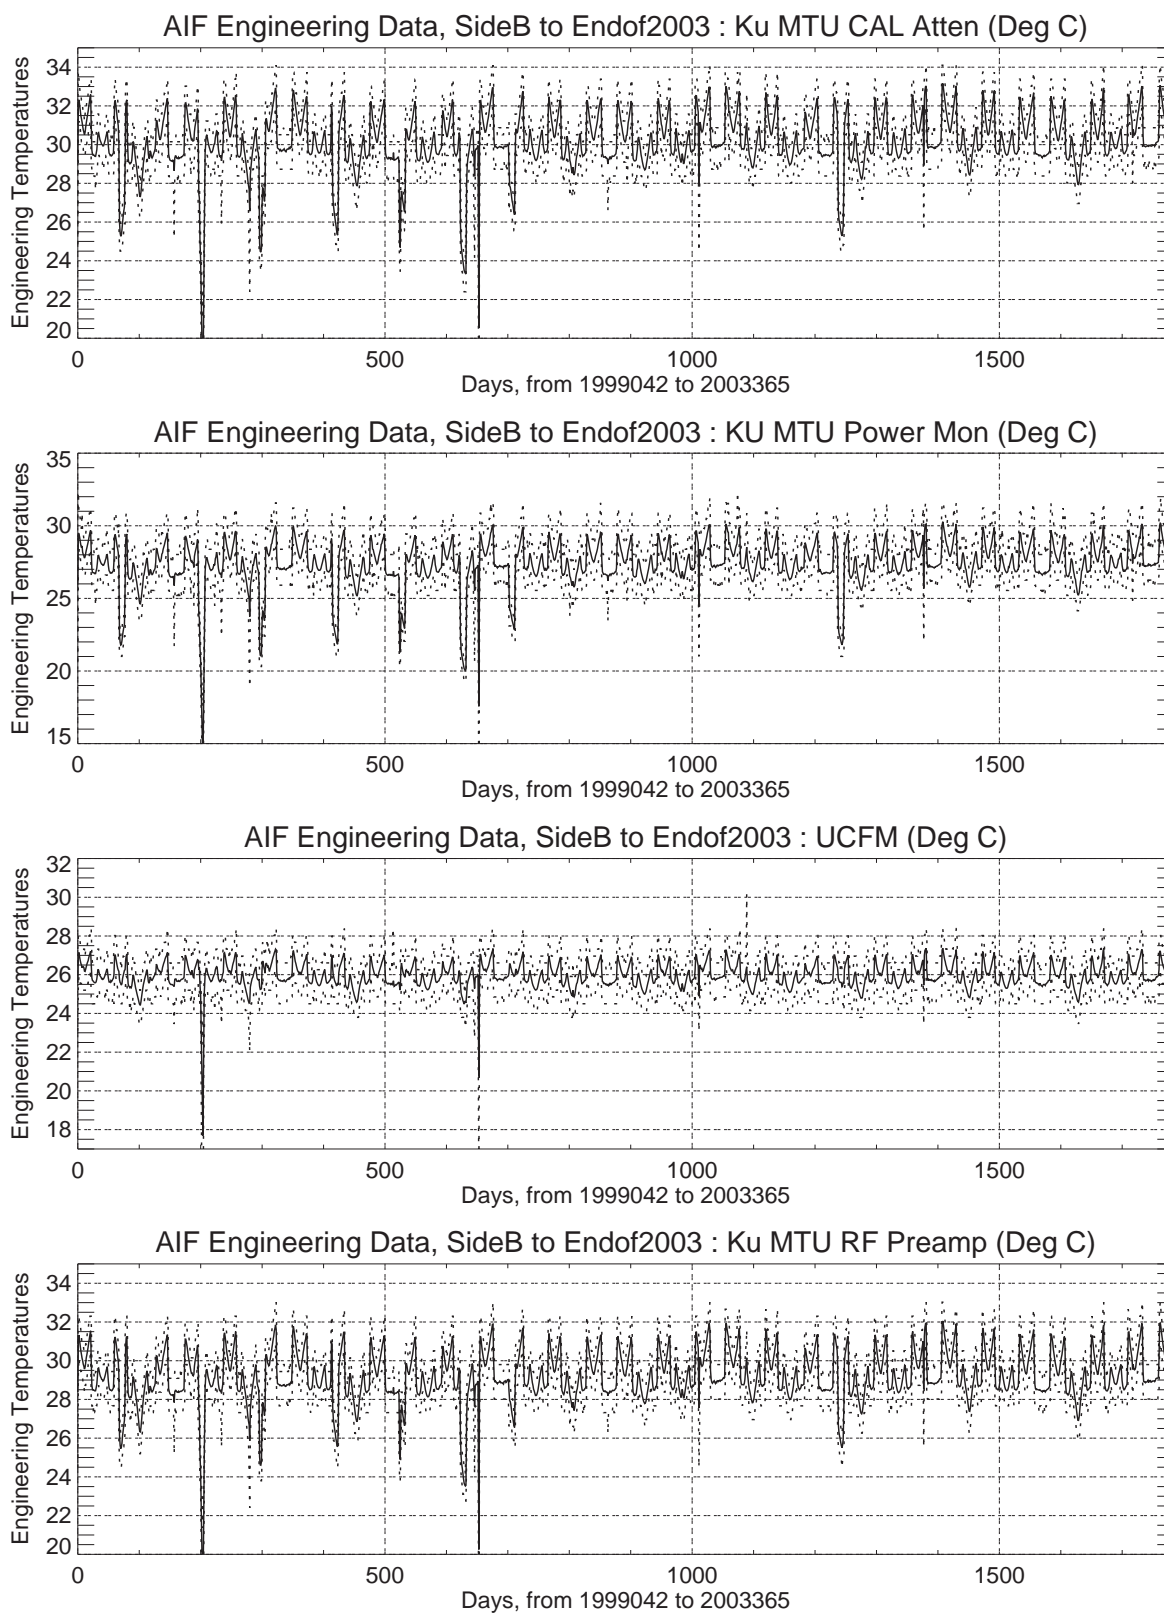 AIF Engineering Data, SideB to Endof2003 : Ku MTU CAL Atten (Deg C)
Engineering Temperatures
34
32
30
28
26
24
22
20
0 500 1000 1500
Days, from 1999042 to 2003365
AIF Engineering Data, SideB to Endof2003 : KU MTU Power Mon (Deg C)
Engineering Temperatures
35
30
25
20
15
0 500 1000 1500
Days, from 1999042 to 2003365
AIF Engineering Data, SideB to Endof2003 : UCFM (Deg C)
Engineering Temperatures
32
30
28
26
24
22
20
18
0 500 1000 1500
Days, from 1999042 to 2003365
AIF Engineering Data, SideB to Endof2003 : Ku MTU RF Preamp (Deg C)
Engineering Temperatures
34
32
30
28
26
24
22
20
0 500 1000 1500
Days, from 1999042 to 2003365